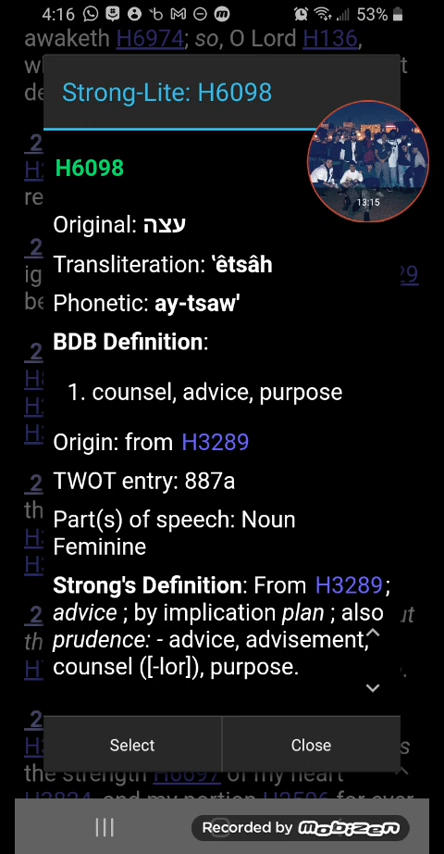 4:16 53%
awaketh H6974; so, O Lord H136,
Strong-Lite: H6098
H6098
13:15
Original: עצה
Transliteration: ‛êtsâh
Phonetic: ay-tsaw'
BDB Definition:
1. counsel, advice, purpose
Origin: from H3289
TWOT entry: 887a
Part(s) of speech: Noun
Feminine
Strong's Definition: From H3289;
advice ; by implication plan ; also
prudence: - advice, advisement,
counsel ([-lor]), purpose.
Select Close
the strength H6697 of my heart
Recorded by Mobizen